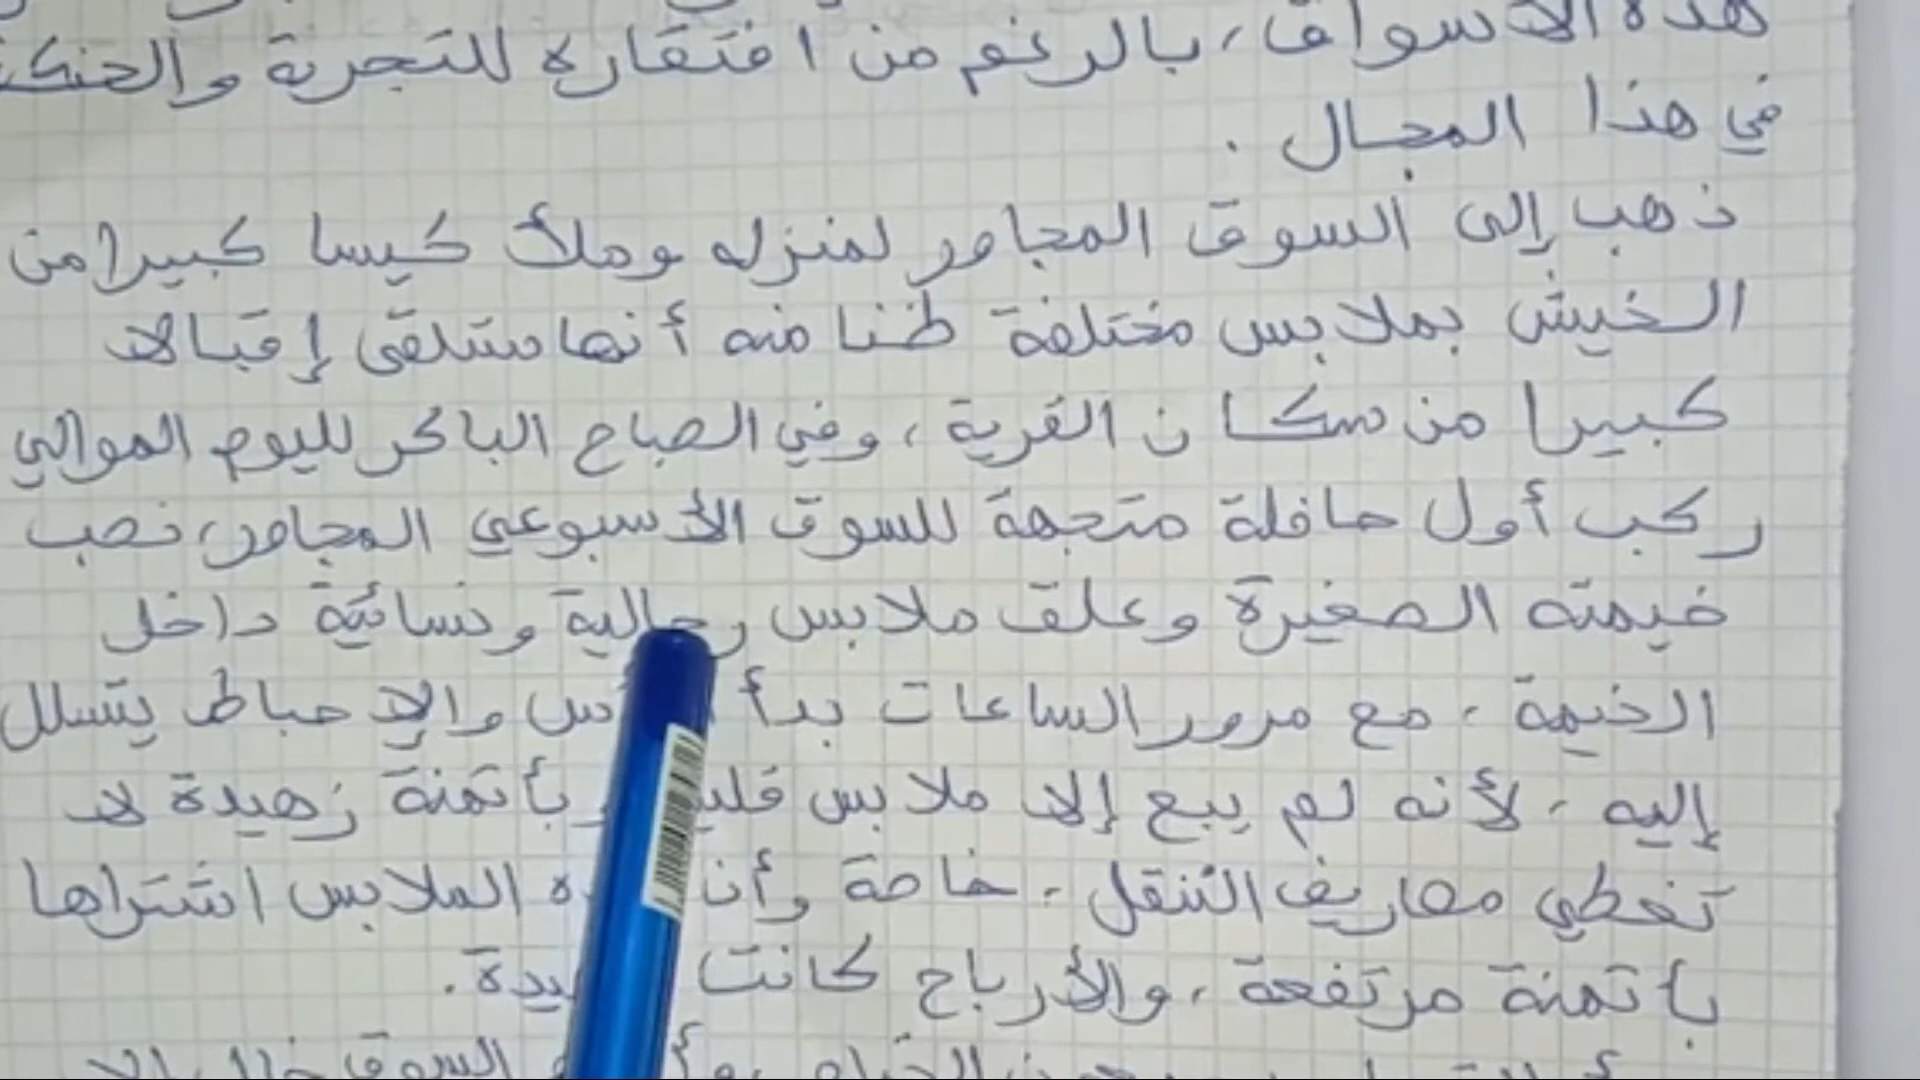 هذه الأسواق، بالرغم من افتقاره للتجربة والحنكة
في هذا المجال .
ذهب إلى السوق المجاور لمنزله وملأ كيسا كبيرا من
الخيش بملابس مختلفة ظنا منه أنها ستلقى إقبالا
كبيرا من سكان القرية، وفي الصباح الباكر لليوم الموالي
ركب أول حافلة متجهة للسوق الأسبوعي المجاور، نصب
خيمته الصغيرة وعلق ملابس رجالية ونسائية داخل
الخيمة، مع مرور الساعات بدأ والإحباط يتسلل
إليه، لأنه لم يبع إلا ملابس بأثمنة زهيدة لا
تغطي مصاريف التنقل، خاصة وأن الملابس اشتراها
بأثمنة مرتفعة، والأرباح كانت
السوق